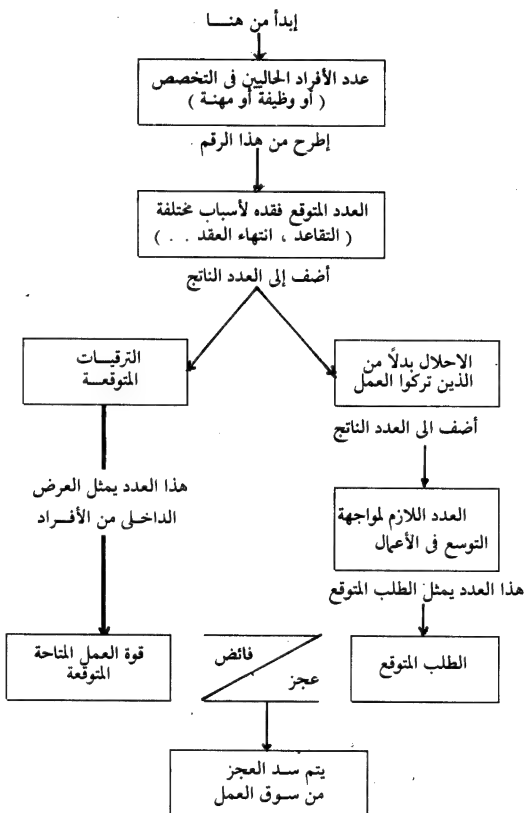 إبدأ من هنـــا
عدد الأفراد الحاليين فى التخصص
( أو وظيفة أو مهنة )
إطرح من هذا الرقم
العدد المتوقع فقده لأسباب مختلفة
( التقاعد ، انتهاء العقد . . )
أضف إلى العدد الناتج
الاحلال بدلاً من
الذين تركوا العمل
الترقيــات
المتوقعــة
أضف الى العدد الناتج
العدد اللازم لمواجهة
التوسع فى الأعمال
هذا العدد يمثل العرض
الداخلى من الأفــراد
هذا العدد يمثل الطلب المتوقع
الطلب المتوقع
فائض
عجز
قوة العمل المتاحة
المتوقعة
يتم سـد العجز
من سـوق العمل